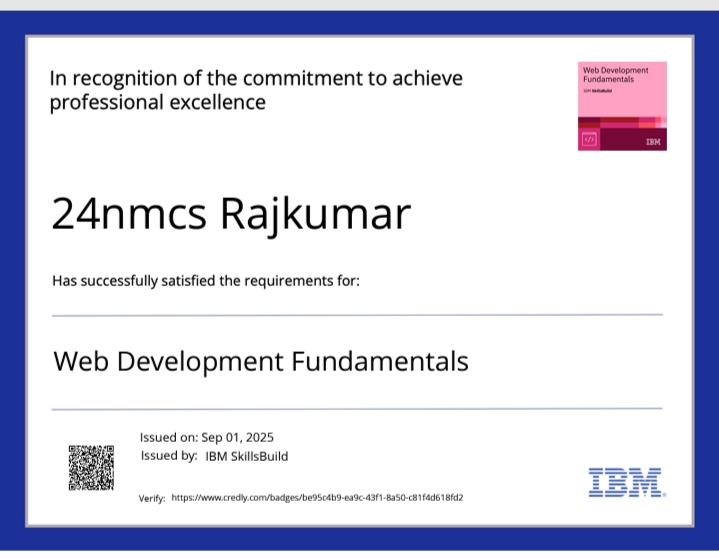 In recognition of the commitment to achieve
professional excellence
Web Development
Fundamentals
IBM
24nmcs Rajkumar
Has successfully satisfied the requirements for:
Web Development Fundamentals
Issued on: Sep 01, 2025
Issued by: IBM SkillsBuild
Verify: https://www.credly.com/badges/be95c4b9-ea9c-43f1-8a50-c81f4d618fd2
IBM